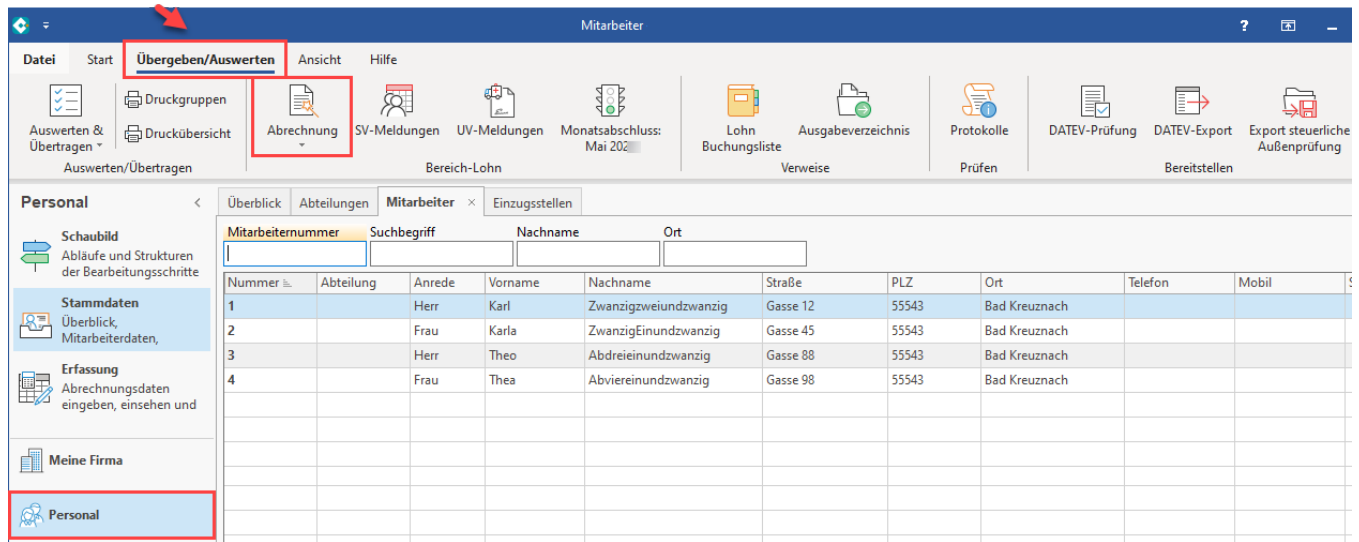 Mitarbeiter
?
Datei Start Übergeben/Auswerten Ansicht Hilfe
Auswerten &
Übertragen
Druckgruppen
Druckübersicht
Auswerten/Übertragen
Abrechnung
SV-Meldungen
UV-Meldungen
Monatsabschluss:
Mai 202
Bereich-Lohn
Lohn
Buchungsliste
Ausgabeverzeichnis
Verweise
Protokolle
Prüfen
DATEV-Prüfung
DATEV-Export
Export steuerliche
Außenprüfung
Bereitstellen
Personal
Schaubild
Abläufe und Strukturen
der Bearbeitungsschritte
Stammdaten
Überblick,
Mitarbeiterdaten,
Erfassung
Abrechnungsdaten
eingeben, einsehen und
Meine Firma
Personal
Überblick Abteilungen Mitarbeiter × Einzugsstellen
Mitarbeiternummer Suchbegriff Nachname Ort
Nummer Abteilung Anrede Vorname Nachname Straße PLZ Ort Telefon Mobil S
1 Herr Karl Zwanzigzweiundzwanzig Gasse 12 55543 Bad Kreuznach
2 Frau Karla ZwanzigEinundzwanzig Gasse 45 55543 Bad Kreuznach
3 Herr Theo Abdreieinundzwanzig Gasse 88 55543 Bad Kreuznach
4 Frau Thea Abviereinundzwanzig Gasse 98 55543 Bad Kreuznach